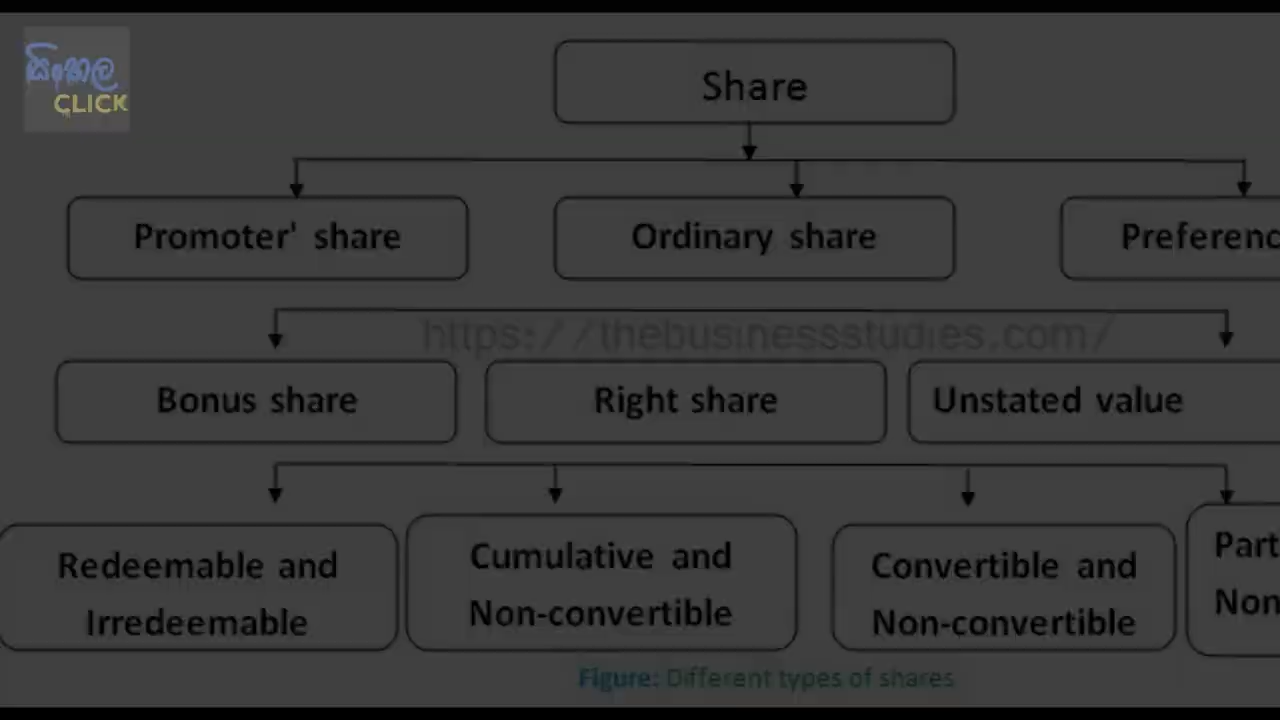 සිංහල
CLICK
Share
Promoter' share
Ordinary share
Preferenc
https://thebusinessstudies.com/
Bonus share
Right share
Unstated value
Redeemable and
Irredeemable
Cumulative and
Non-convertible
Convertible and
Non-convertible
Part
Non
Figure: Different types of shares